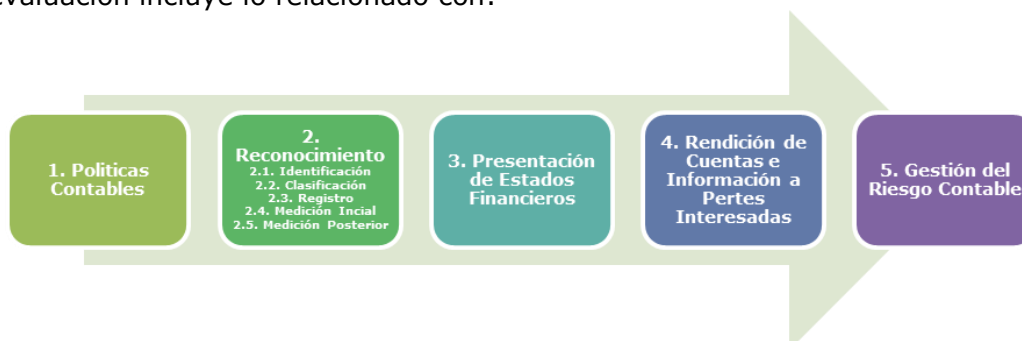 evaluación incluye lo relacionado con:
1. Politicas
Contables
2.
Reconocimiento
2.1. Identificación
2.2. Clasificación
2.3. Registro
2.4. Medición Incial
2.5. Medición Posterior
3. Presentación
de Estados
Financieros
4. Rendición de
Cuentas e
Información a
Pertes
Interesadas
5. Gestión del
Riesgo Contable